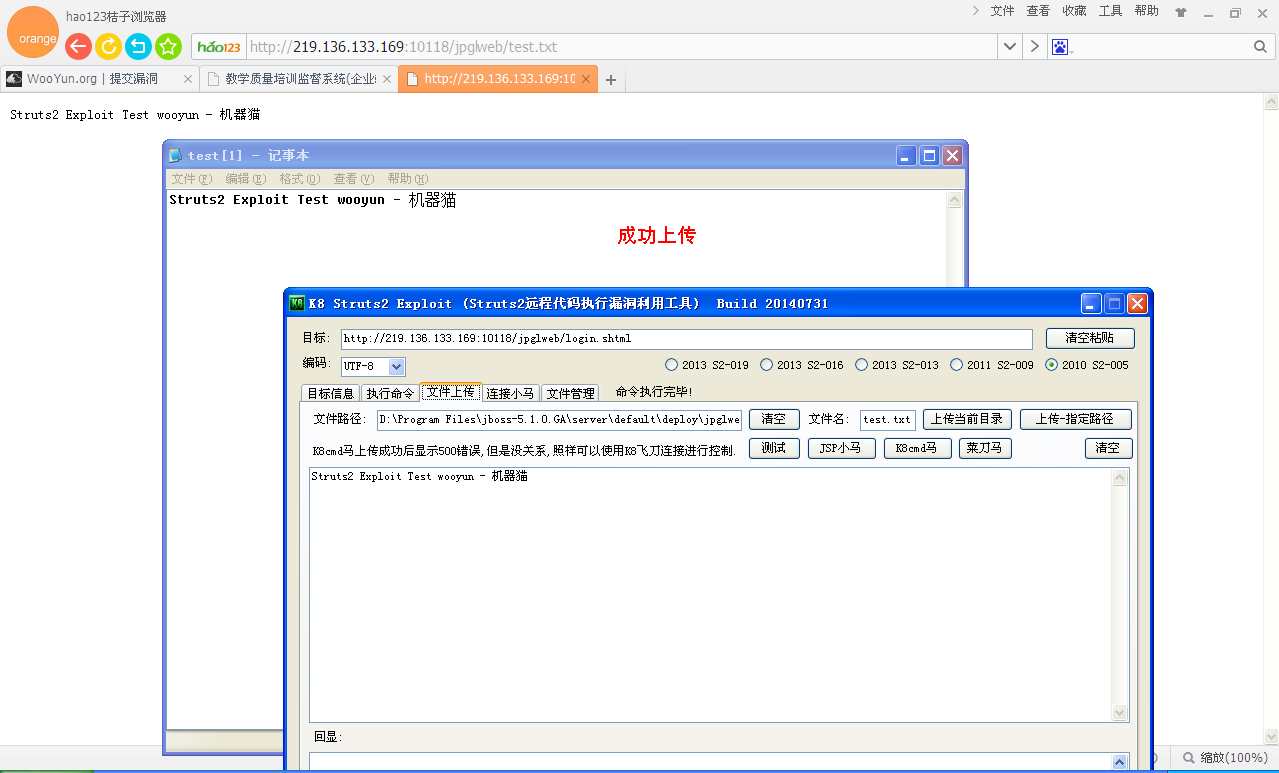 hao123桔子浏览器
文件 查看 收藏 工具 帮助
orange
hao123 http://219.136.133.169:10118/jpglweb/test.txt
WooYun.org | 提交漏洞 教学质量培训监督系统(企业 http://219.136.133.169:10
Struts2 Exploit Test wooyun - 机器猫
test[1] - 记事本
文件(F) 编辑(E) 格式(O) 查看(V) 帮助(H)
Struts2 Exploit Test wooyun - 机器猫
成功上传
K8 Struts2 Exploit (Struts2远程代码执行漏洞利用工具) Build 20140731
目标: http://219.136.133.169:10118/jpglweb/login.shtml 清空粘贴
编码: UTF-8 2013 S2-019 2013 S2-016 2013 S2-013 2011 S2-009 2010 S2-005
目标信息 执行命令 文件上传 连接小马 文件管理 命令执行完毕!
文件路径: D:\Program Files\jboss-5.1.0.GA\server\default\deploy\jpglwe 清空 文件名: test.txt 上传当前目录 上传-指定路径
K8cmd马上传成功后显示500错误,但是没关系,照样可以使用K8飞刀连接进行控制. 测试 JSP小马 K8cmd马 菜刀马 清空
Struts2 Exploit Test wooyun - 机器猫
回显:
缩放(100%)